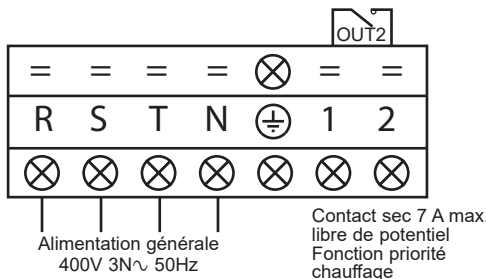 OUT2
= = = = = =
R S T N 1 2
Alimentation générale
400V 3N∿ 50Hz
Contact sec 7 A max.
libre de potentiel
Fonction priorité
chauffage